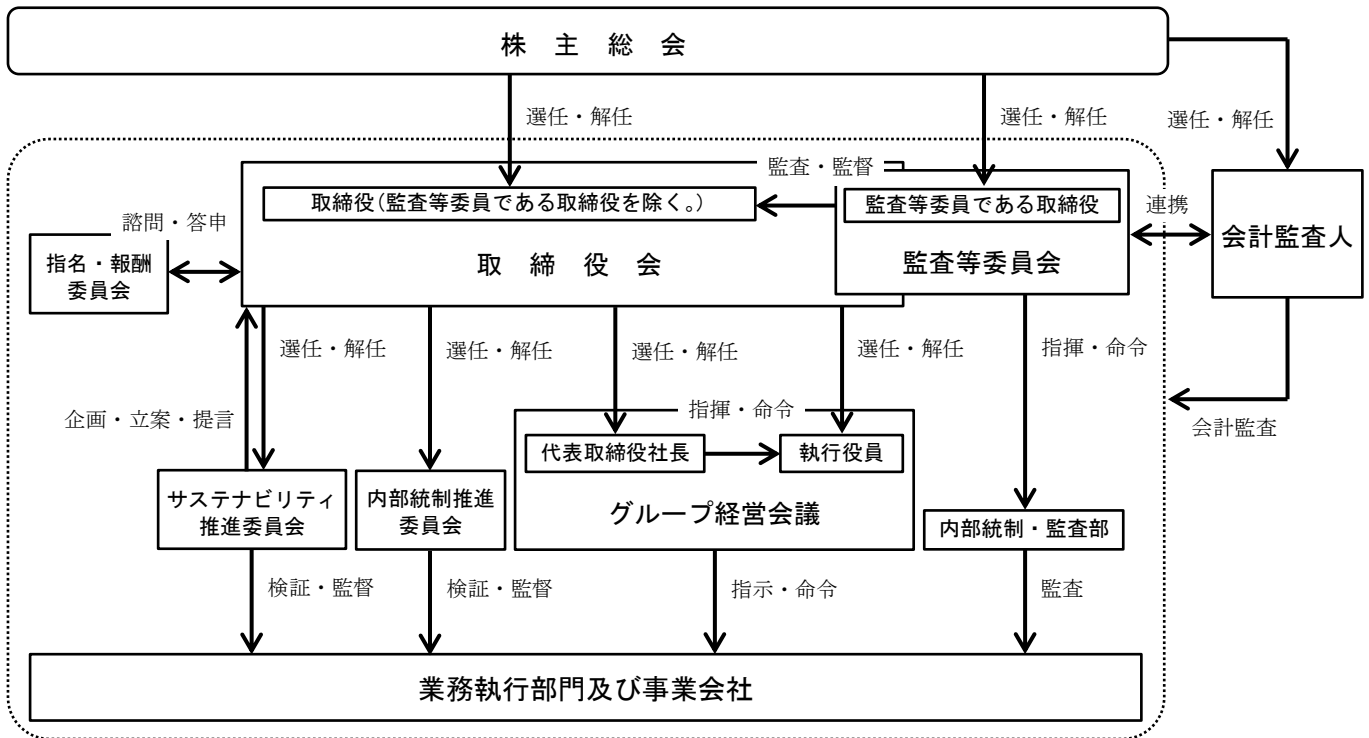 株 主 総 会
選任・解任
選任・解任
選任・解任
監査・監督
取締役(監査等委員である取締役を除く。)
監査等委員である取締役
連携
会計監査人
諮問・答申
指名・報酬
委員会
取 締 役 会
監査等委員会
選任・解任
選任・解任
選任・解任
選任・解任
指揮・命令
企画・立案・提言
指揮・命令
会計監査
代表取締役社長
執行役員
サステナビリティ
推進委員会
内部統制推進
委員会
グループ経営会議
内部統制・監査部
検証・監督
検証・監督
指示・命令
監査
業務執行部門及び事業会社